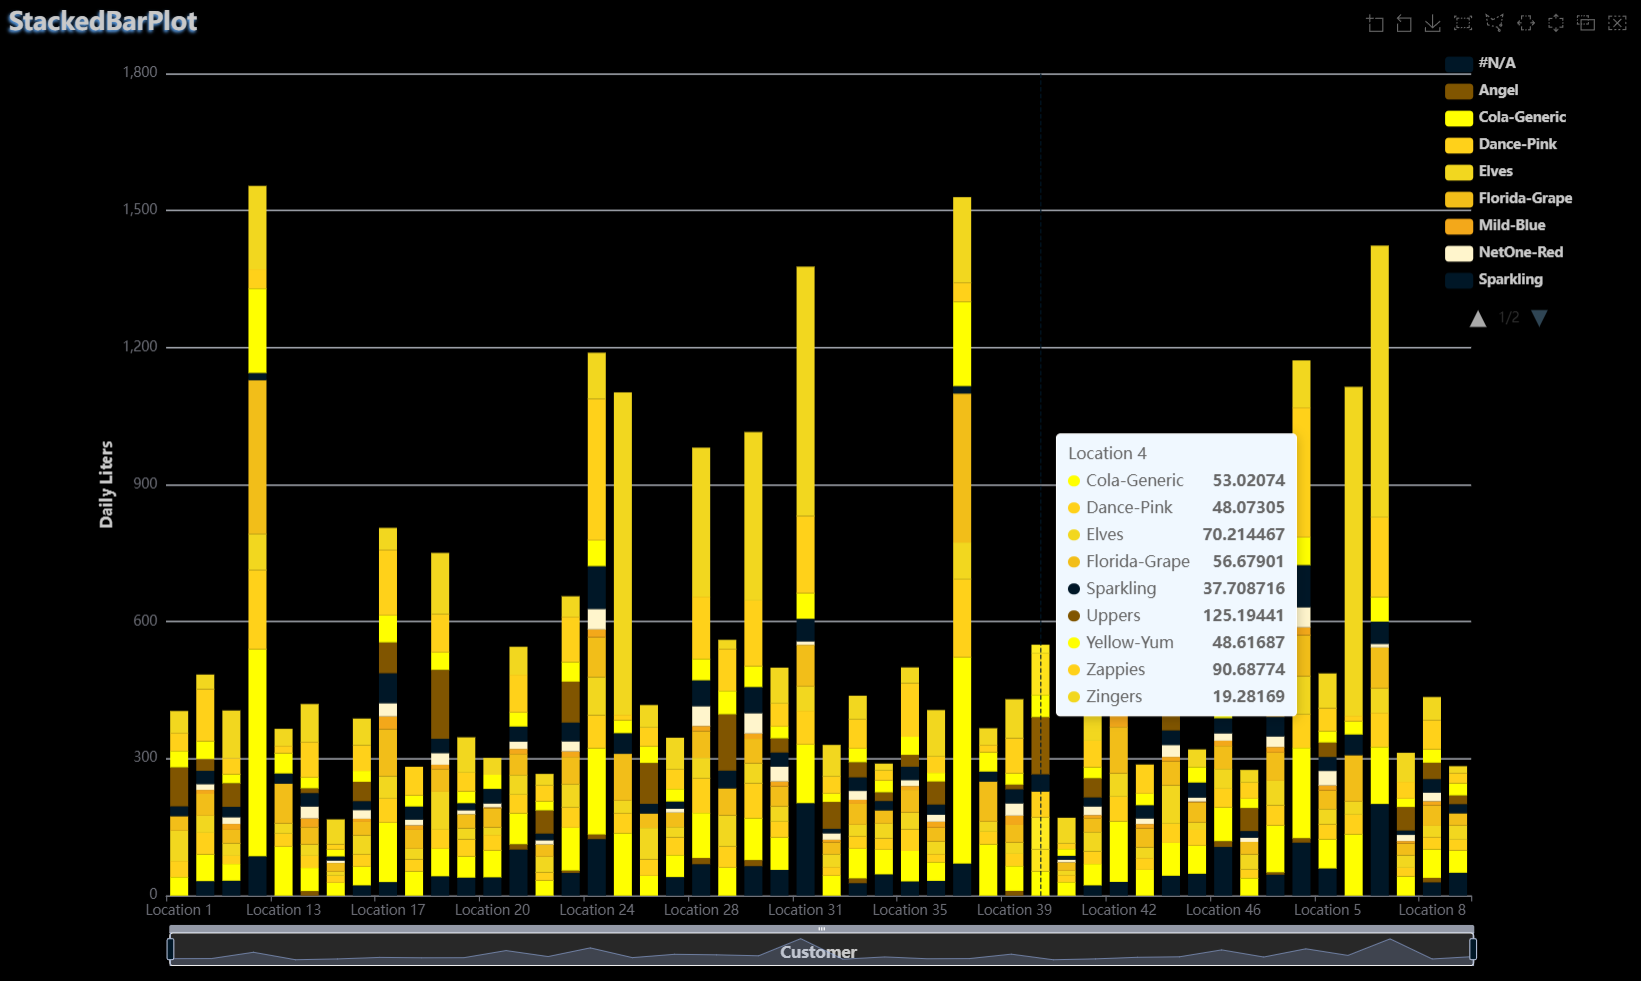 StackedBarPlot
#N/A
Angel
Cola-Generic
Dance-Pink
Elves
Florida-Grape
Mild-Blue
NetOne-Red
Sparkling
1/2
1,800
1,500
1,200
900
600
300
0
Daily Liters
Location 4
Cola-Generic 53.02074
Dance-Pink 48.07305
Elves 70.214467
Florida-Grape 56.67901
Sparkling 37.708716
Uppers 125.19441
Yellow-Yum 48.61687
Zappies 90.68774
Zingers 19.28169
Location 1 Location 13 Location 17 Location 20 Location 24 Location 28 Location 31 Location 35 Location 39 Location 42 Location 46 Location 5 Location 8
Customer